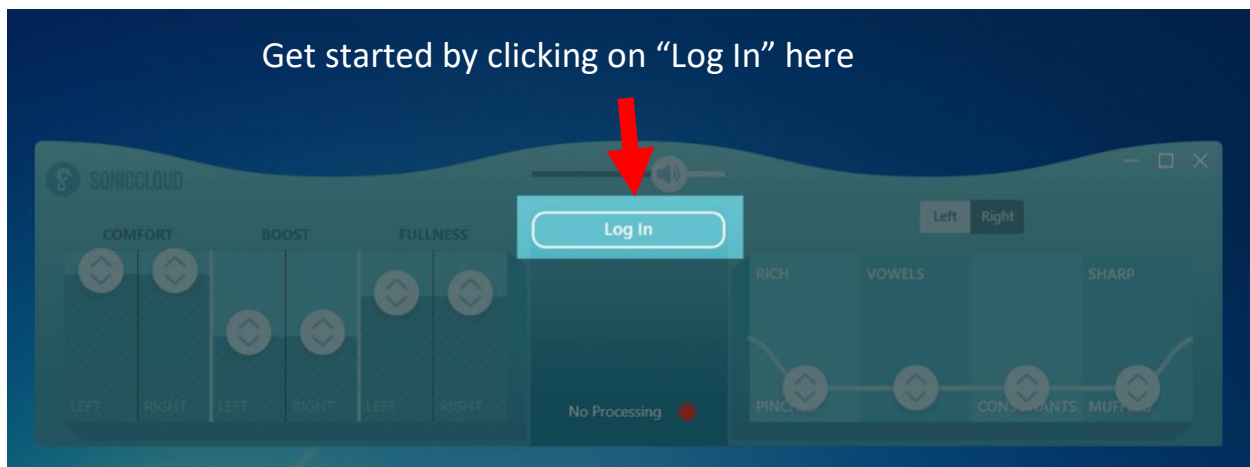 Get started by clicking on “Log In” here
SONICCLOUD
Left Right
Log In
COMFORT BOOST FULLNESS
RICH VOWELS SHARP
LEFT RIGHT LEFT RIGHT LEFT RIGHT
No Processing